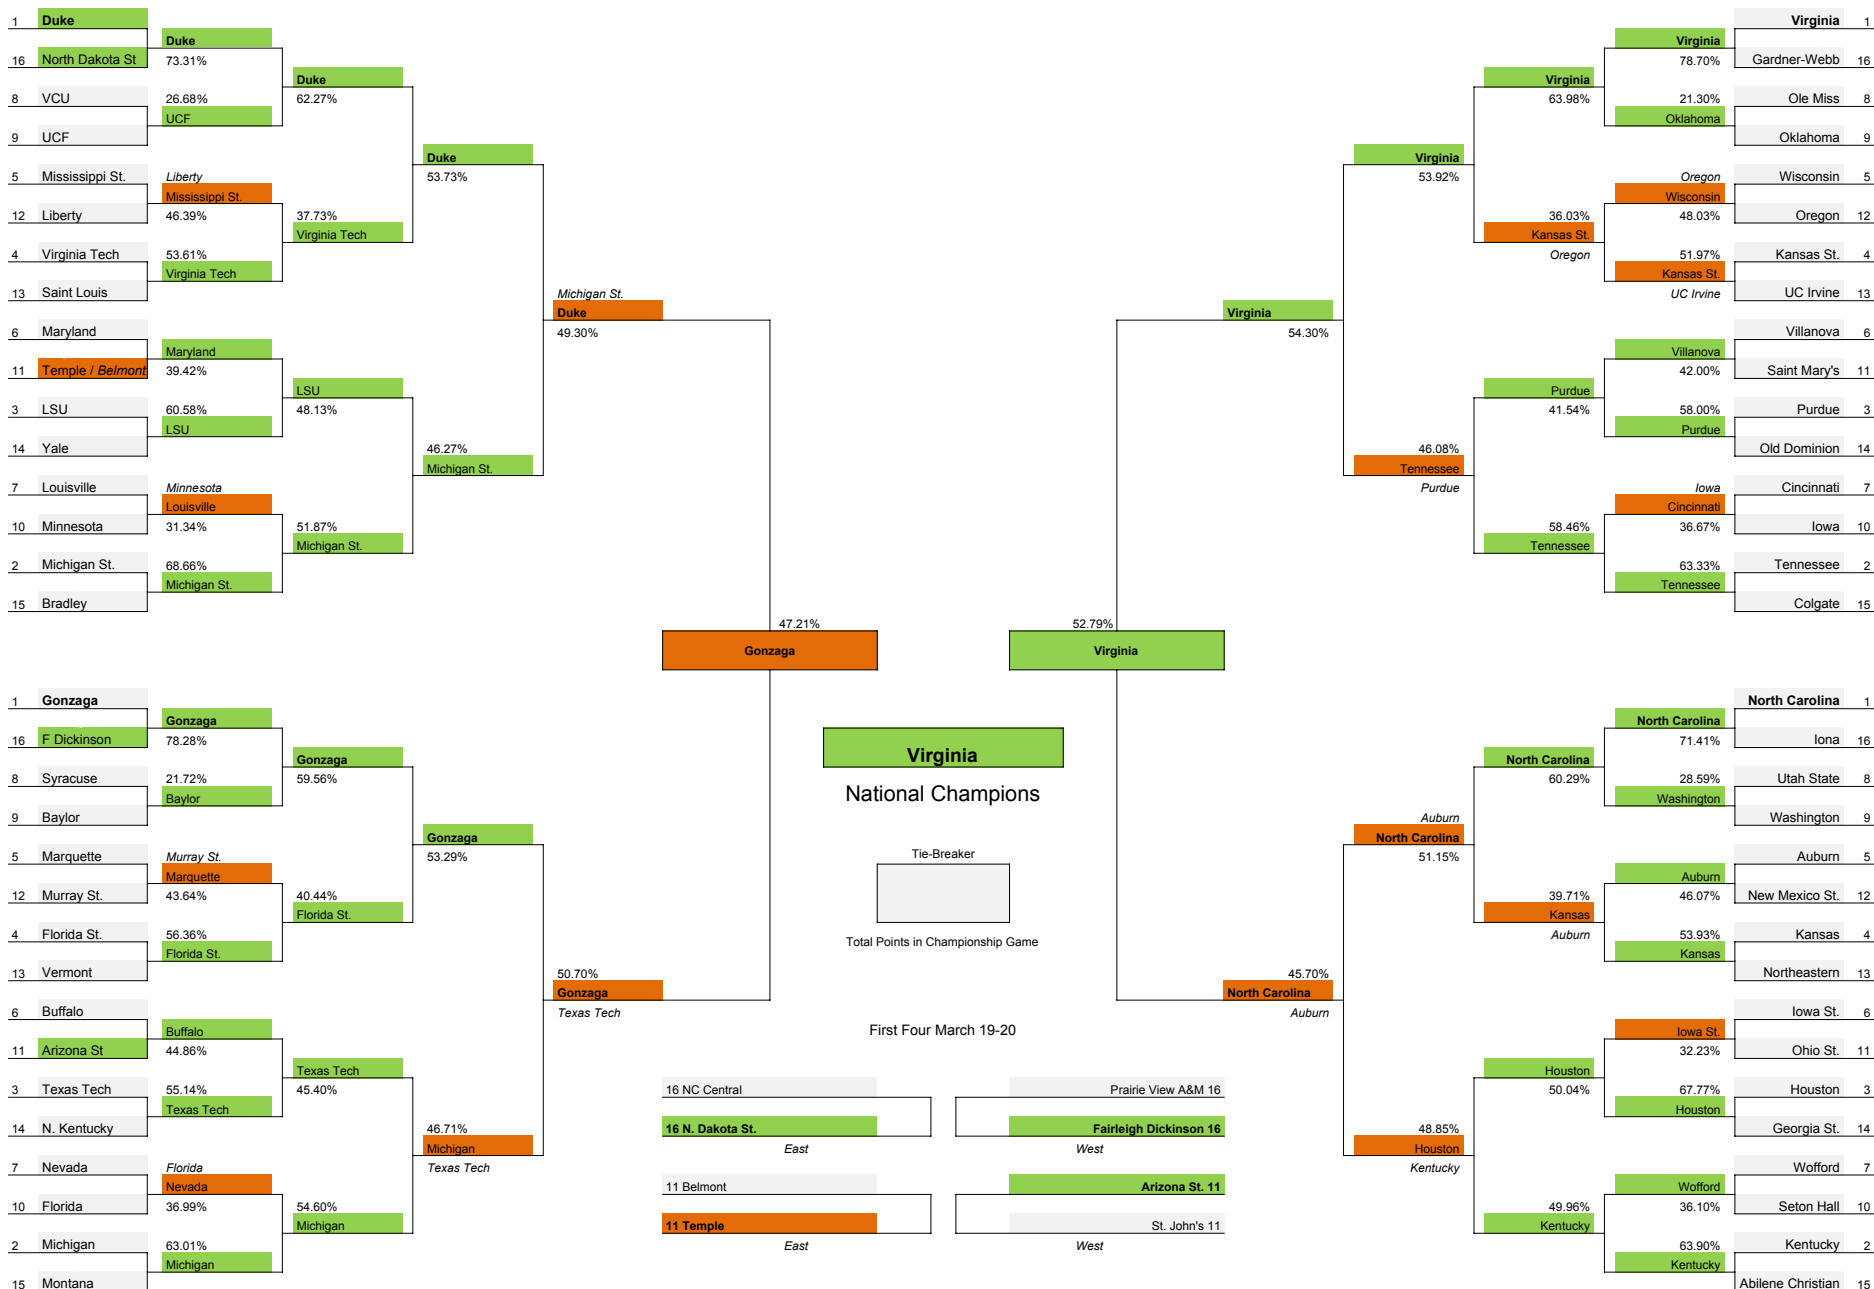 1 Duke
Duke
16 North Dakota St 73.31%
Duke
8 VCU 26.68% 62.27%
UCF
9 UCF
Duke
5 Mississippi St. Liberty 53.73%
Mississippi St.
12 Liberty 46.39% 37.73%
Virginia Tech
4 Virginia Tech 53.61%
Virginia Tech
13 Saint Louis
Michigan St.
Duke
49.30%
6 Maryland
Maryland
11 Temple / Belmont 39.42%
LSU
3 LSU 60.58% 48.13%
LSU
14 Yale 46.27%
Michigan St.
7 Louisville Minnesota
Louisville
10 Minnesota 31.34% 51.87%
Michigan St.
2 Michigan St. 68.66%
Michigan St.
15 Bradley
47.21%
Gonzaga
1 Gonzaga
Gonzaga
16 F Dickinson 78.28%
Gonzaga
8 Syracuse 21.72% 59.56%
Baylor
9 Baylor
Gonzaga
5 Marquette Murray St. 53.29%
Marquette
12 Murray St. 43.64% 40.44%
Florida St.
4 Florida St. 56.36%
Florida St.
13 Vermont
50.70%
Gonzaga
Texas Tech
6 Buffalo
Buffalo
11 Arizona St 44.86%
Texas Tech
3 Texas Tech 55.14% 45.40%
Texas Tech
14 N. Kentucky 46.71%
Michigan
7 Nevada Florida Texas Tech
Nevada
10 Florida 36.99% 54.60%
Michigan
2 Michigan 63.01%
Michigan
15 Montana
Virginia
National Champions
Tie-Breaker
Total Points in Championship Game
First Four March 19-20
16 NC Central
16 N. Dakota St.
East
Prairie View A&M 16
Fairleigh Dickinson 16
West
11 Belmont
11 Temple
East
Arizona St. 11
St. John's 11
West
Virginia 1
Virginia
78.70% Gardner-Webb 16
Virginia
63.98% 21.30% Ole Miss 8
Oklahoma
Oklahoma 9
Virginia
53.92% Oregon Wisconsin 5
Wisconsin
36.03% 48.03% Oregon 12
Kansas St.
Oregon 51.97% Kansas St. 4
Kansas St.
UC Irvine UC Irvine 13
Virginia
54.30%
Villanova 6
Villanova
42.00% Saint Mary's 11
Purdue
41.54% 58.00% Purdue 3
Purdue
46.08% Old Dominion 14
Tennessee
Purdue Iowa Cincinnati 7
Cincinnati
58.46% 36.67% Iowa 10
Tennessee
63.33% Tennessee 2
Tennessee
Colgate 15
52.79%
Virginia
North Carolina 1
North Carolina
71.41% Iona 16
North Carolina
60.29% 28.59% Utah State 8
Washington
Auburn Washington 9
North Carolina
51.15% Auburn 5
Auburn
39.71% 46.07% New Mexico St. 12
Kansas
Auburn 53.93% Kansas 4
Kansas
Northeastern 13
45.70%
North Carolina
Auburn
Iowa St. 6
Iowa St.
32.23% Ohio St. 11
Houston
50.04% 67.77% Houston 3
Houston
48.85% Georgia St. 14
Houston
Kentucky Wofford 7
Wofford
49.96% 36.10% Seton Hall 10
Kentucky
63.90% Kentucky 2
Kentucky
Abilene Christian 15